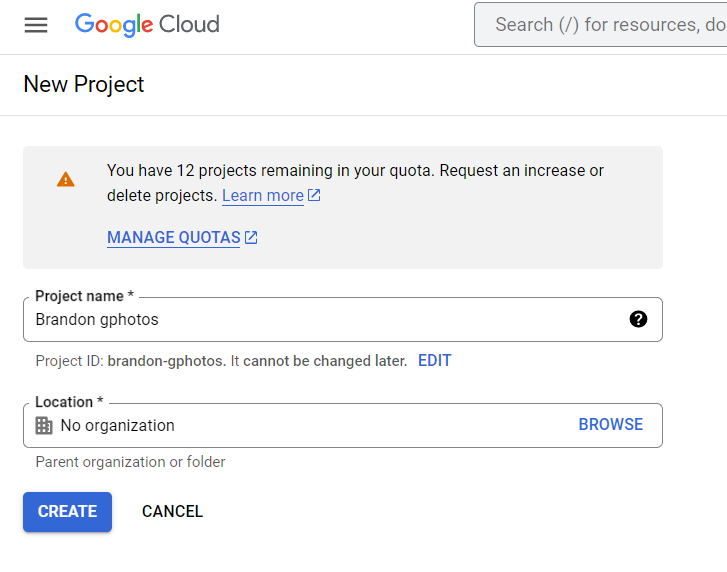 Google Cloud
Search (/) for resources, do
New Project
You have 12 projects remaining in your quota. Request an increase or
delete projects. Learn more
MANAGE QUOTAS
Project name *
Brandon gphotos
Project ID: brandon-gphotos. It cannot be changed later. EDIT
Location *
No organization BROWSE
Parent organization or folder
CREATE CANCEL